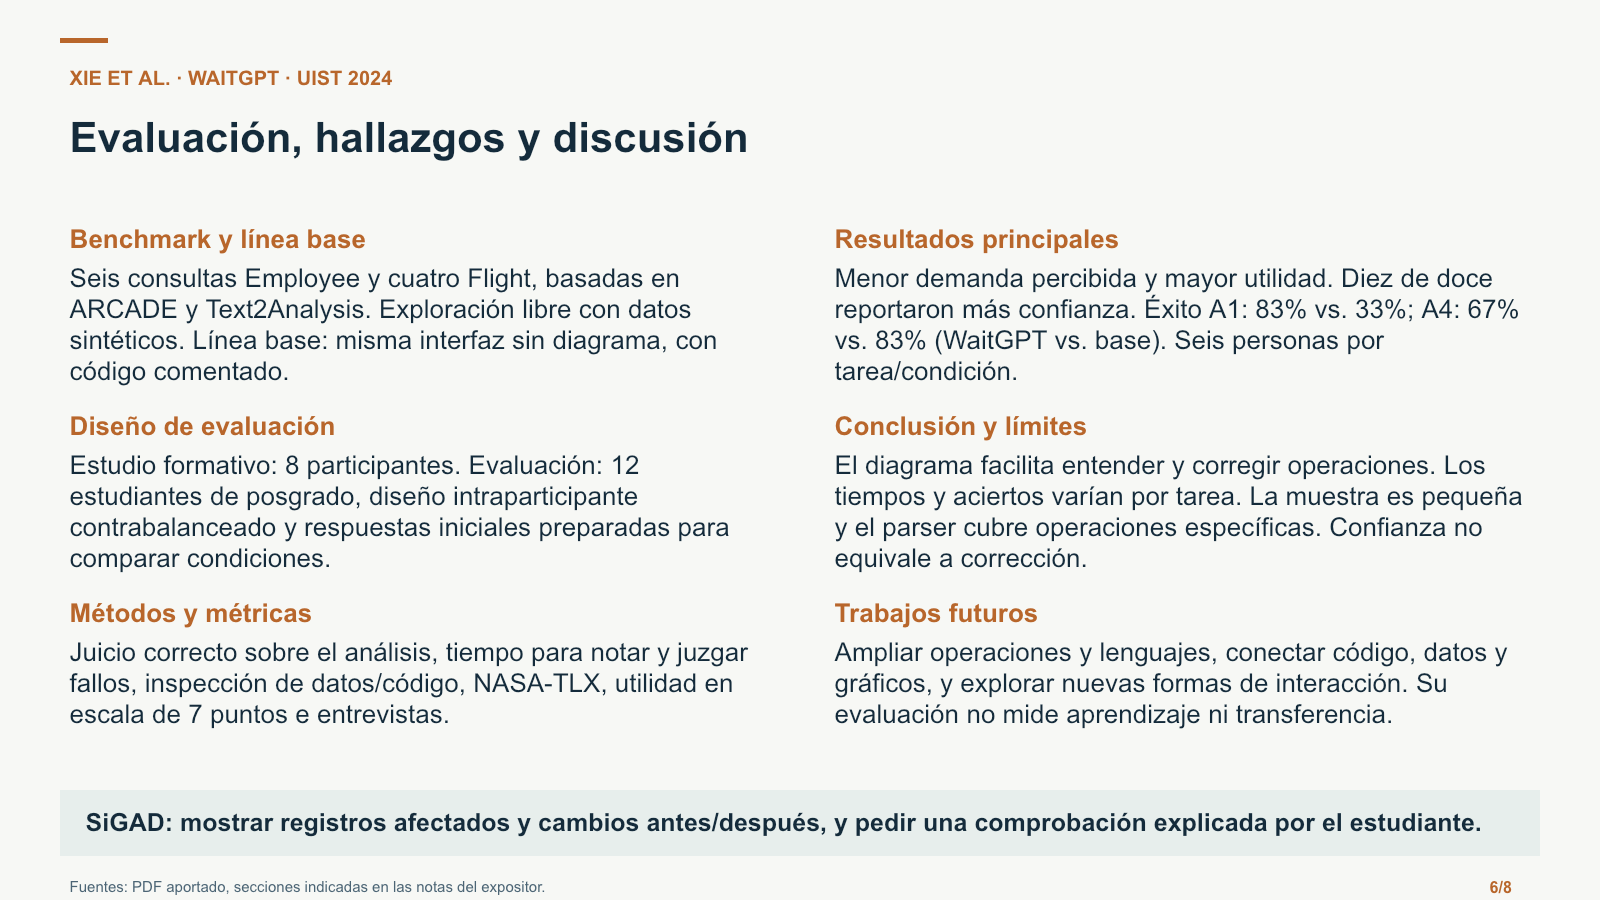 XIE ET AL. · WAITGPT · UIST 2024
Evaluación, hallazgos y discusión
Benchmark y línea base
Seis consultas Employee y cuatro Flight, basadas en
ARCADE y Text2Analysis. Exploración libre con datos
sintéticos. Línea base: misma interfaz sin diagrama, con
código comentado.
Diseño de evaluación
Estudio formativo: 8 participantes. Evaluación: 12
estudiantes de posgrado, diseño intraparticipante
contrabalanceado y respuestas iniciales preparadas para
comparar condiciones.
Métodos y métricas
Juicio correcto sobre el análisis, tiempo para notar y juzgar
fallos, inspección de datos/código, NASA-TLX, utilidad en
escala de 7 puntos e entrevistas.
Resultados principales
Menor demanda percibida y mayor utilidad. Diez de doce
reportaron más confianza. Éxito A1: 83% vs. 33%; A4: 67%
vs. 83% (WaitGPT vs. base). Seis personas por
tarea/condición.
Conclusión y límites
El diagrama facilita entender y corregir operaciones. Los
tiempos y aciertos varían por tarea. La muestra es pequeña
y el parser cubre operaciones específicas. Confianza no
equivale a corrección.
Trabajos futuros
Ampliar operaciones y lenguajes, conectar código, datos y
gráficos, y explorar nuevas formas de interacción. Su
evaluación no mide aprendizaje ni transferencia.
SiGAD: mostrar registros afectados y cambios antes/después, y pedir una comprobación explicada por el estudiante.
Fuentes: PDF aportado, secciones indicadas en las notas del expositor.
6/8